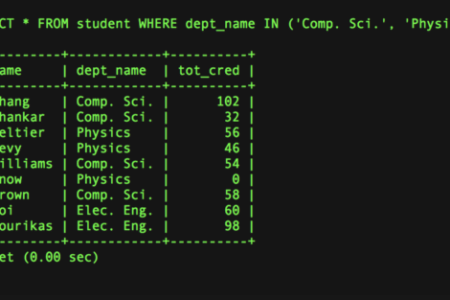 CT * FROM student WHERE dept_name IN ('Comp. Sci.', 'Physi
--------+------------+----------+
ame | dept_name | tot_cred |
--------+------------+----------+
hang | Comp. Sci. | 102 |
hankar | Comp. Sci. | 32 |
eltier | Physics | 56 |
evy | Physics | 46 |
illiams | Comp. Sci. | 54 |
now | Physics | 0 |
rown | Comp. Sci. | 58 |
oi | Elec. Eng. | 60 |
ourikas | Elec. Eng. | 98 |
--------+------------+----------+
et (0.00 sec)